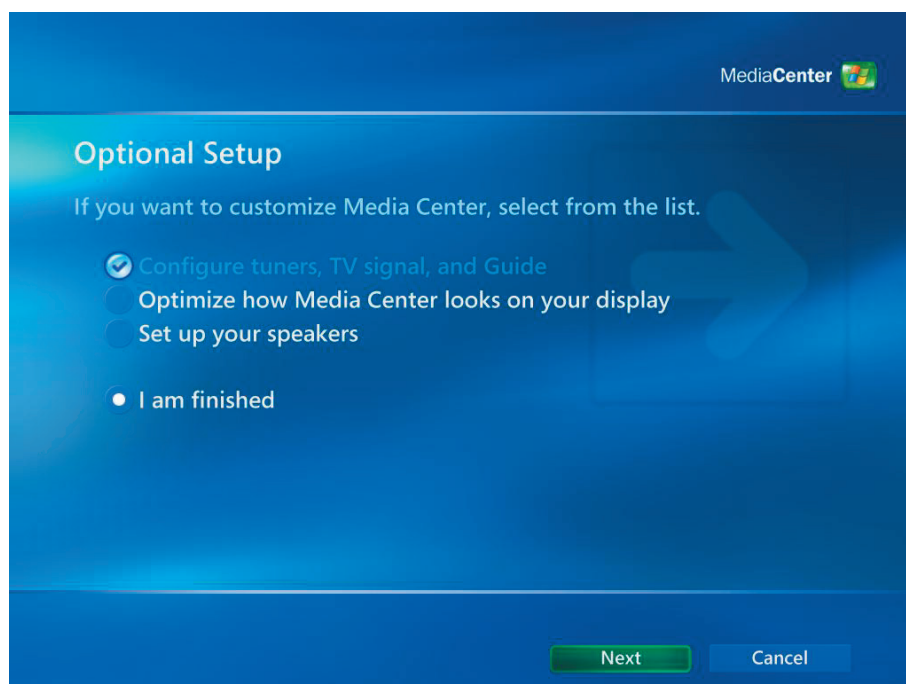 MediaCenter
Optional Setup
If you want to customize Media Center, select from the list.
Configure tuners, TV signal, and Guide
Optimize how Media Center looks on your display
Set up your speakers
I am finished
Next Cancel